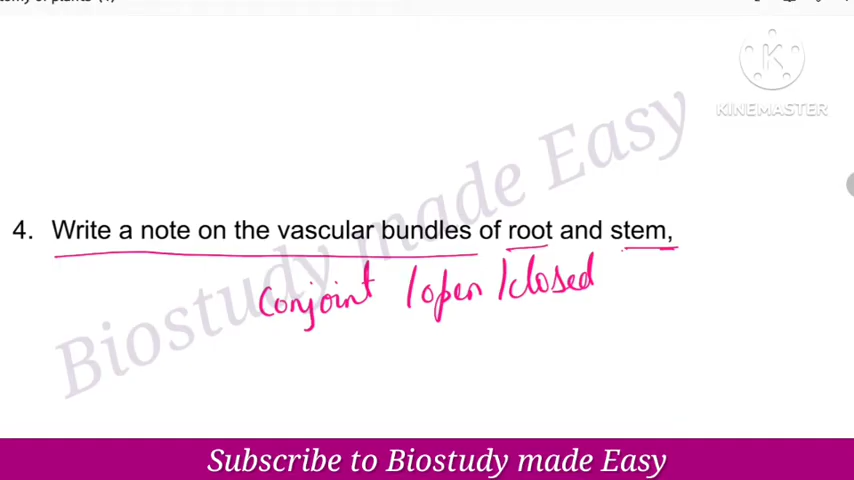 KINEMASTER
Biostudy made Easy
4. Write a note on the vascular bundles of root and stem,
conjoint /open /closed
Subscribe to Biostudy made Easy